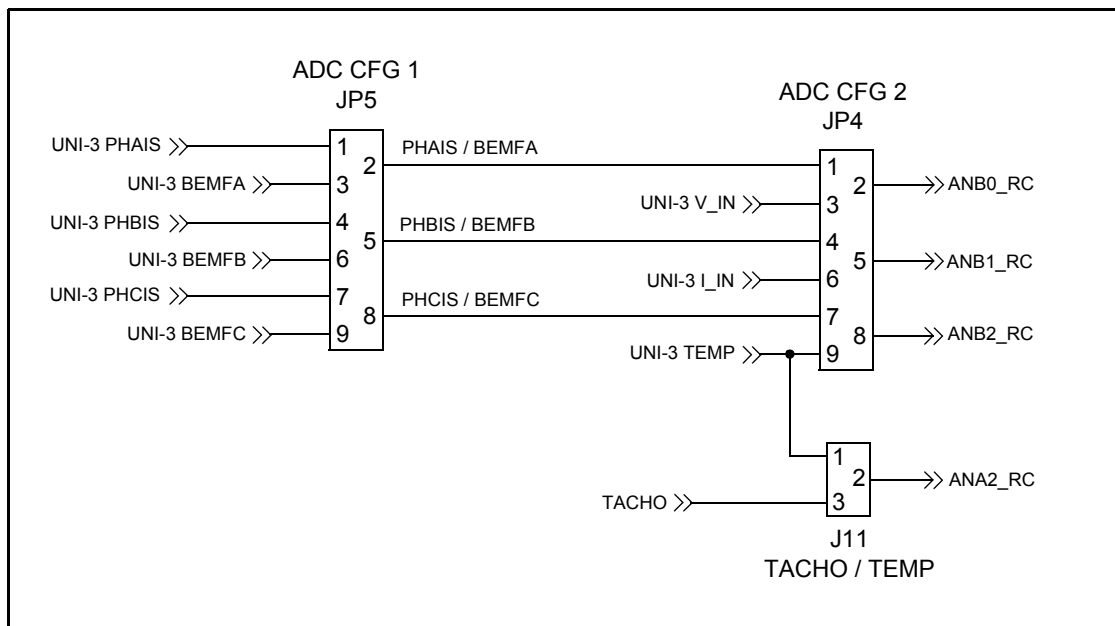 ADC CFG 1
JP5
ADC CFG 2
JP4
UNI-3 PHAIS
1
2
PHAIS / BEMFA
1
UNI-3 BEMFA
3
UNI-3 V_IN
3
2
ANB0_RC
UNI-3 PHBIS
4
5
PHBIS / BEMFB
4
UNI-3 BEMFB
6
UNI-3 I_IN
6
5
ANB1_RC
UNI-3 PHCIS
7
8
PHCIS / BEMFC
7
UNI-3 BEMFC
9
UNI-3 TEMP
9
8
ANB2_RC
1
2
ANA2_RC
TACHO
3
J11
TACHO / TEMP